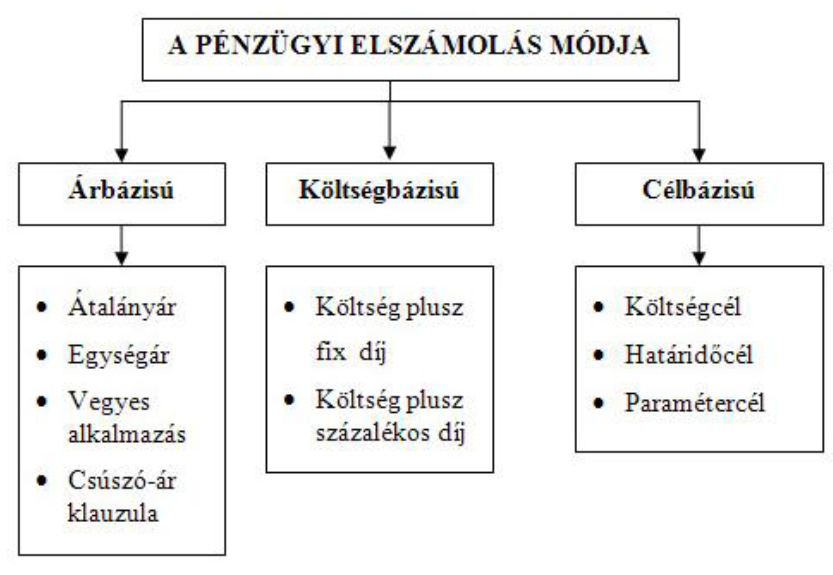 A PÉNZÜGYI ELSZÁMOLÁS MÓDJA
Árbázisú
Költségbázisú
Célbázisú
• Átalányár
• Egységár
• Vegyes
alkalmazás
• Csúszó-ár
klauzula
• Költség plusz
fix díj
• Költség plusz
százalékos díj
• Költségcél
• Határidőcél
• Paramétercél